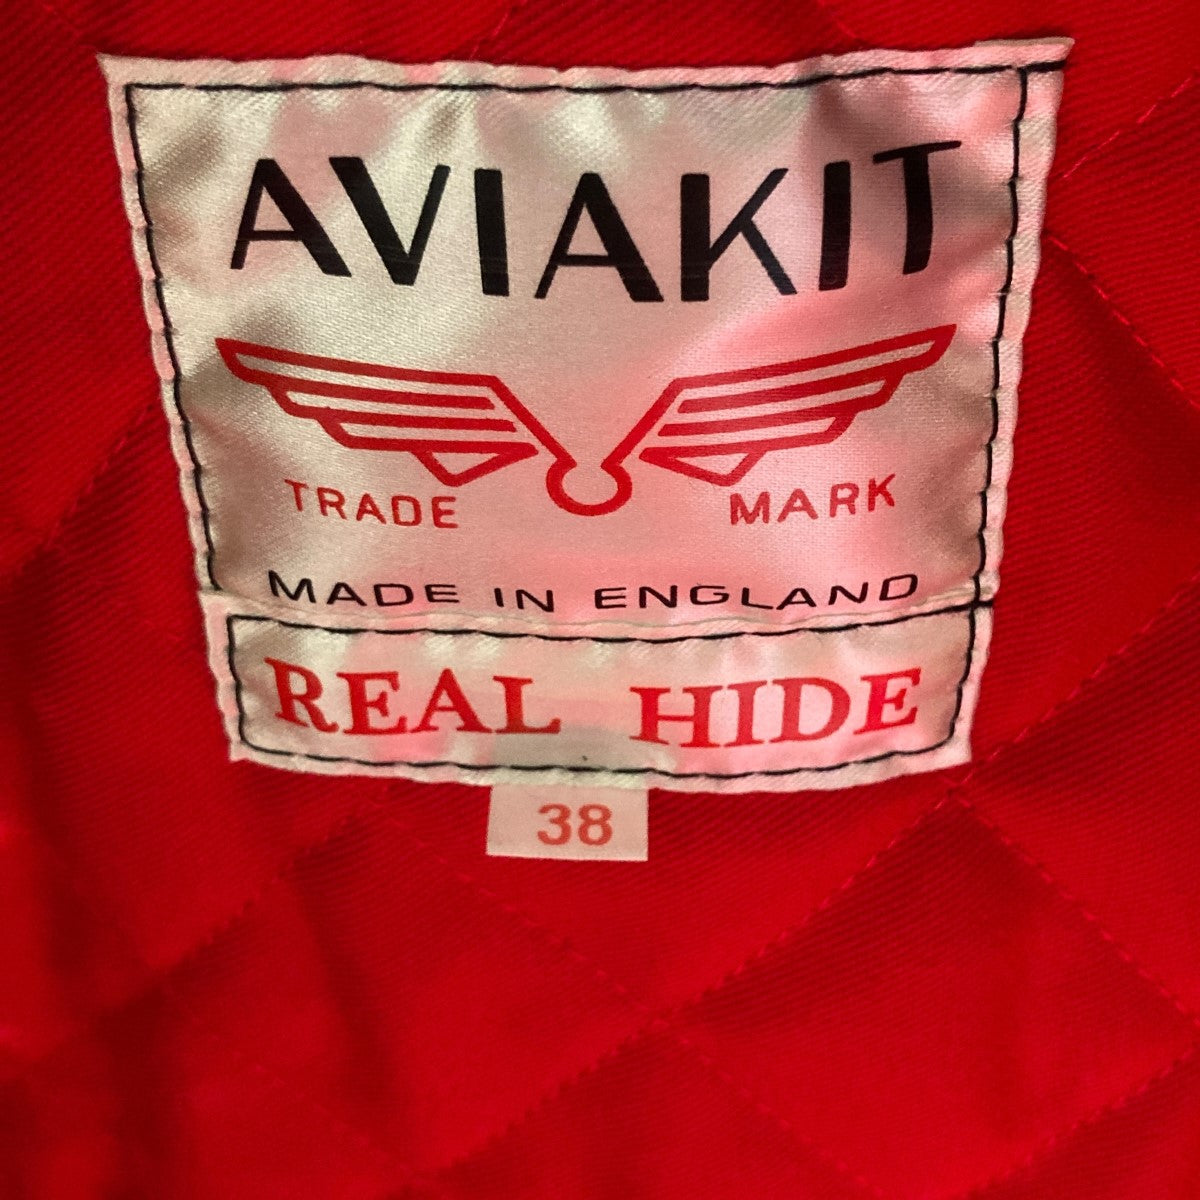 AVIAKIT
TRADE MARK
MADE IN ENGLAND
REAL HIDE
38